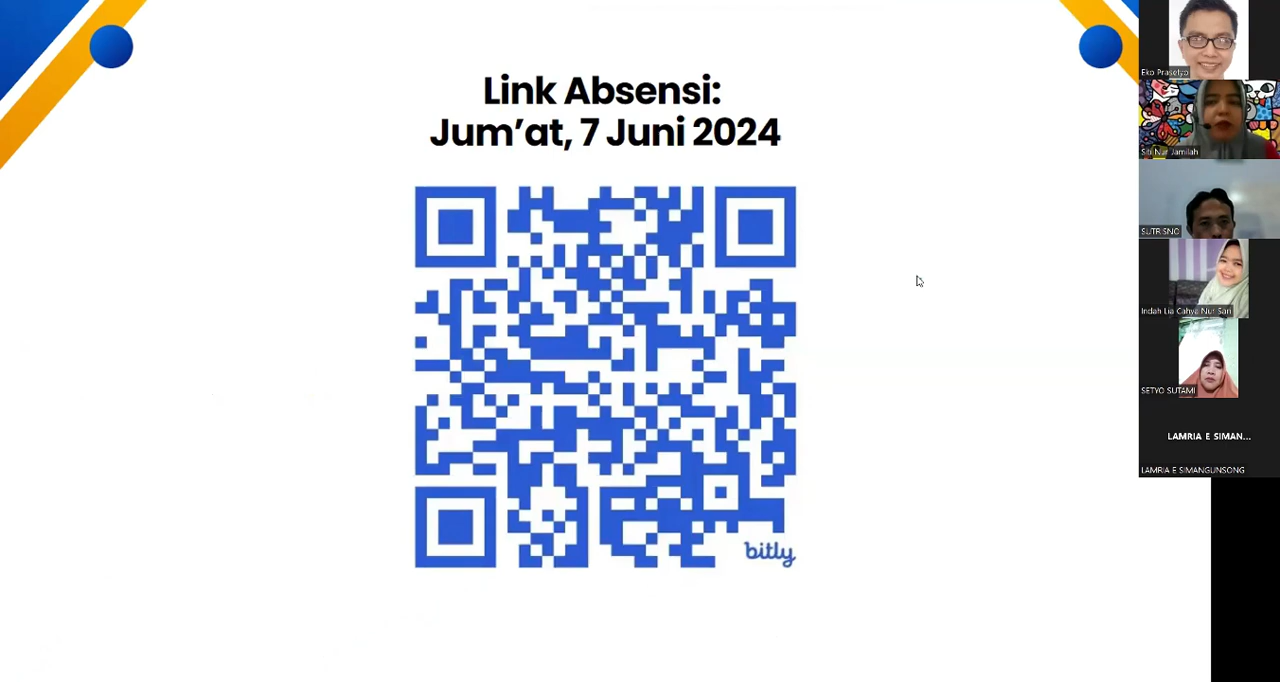 Link Absensi:
Jum’at, 7 Juni 2024
bitly
Eko Prasetyo
Siti Nur Jamilah
SUTRISNO
Indah Lia Cahya Nur Sari
SETYO SUTAMI
LAMRIA E SIMAN...
LAMRIA E SIMANGUNSONG